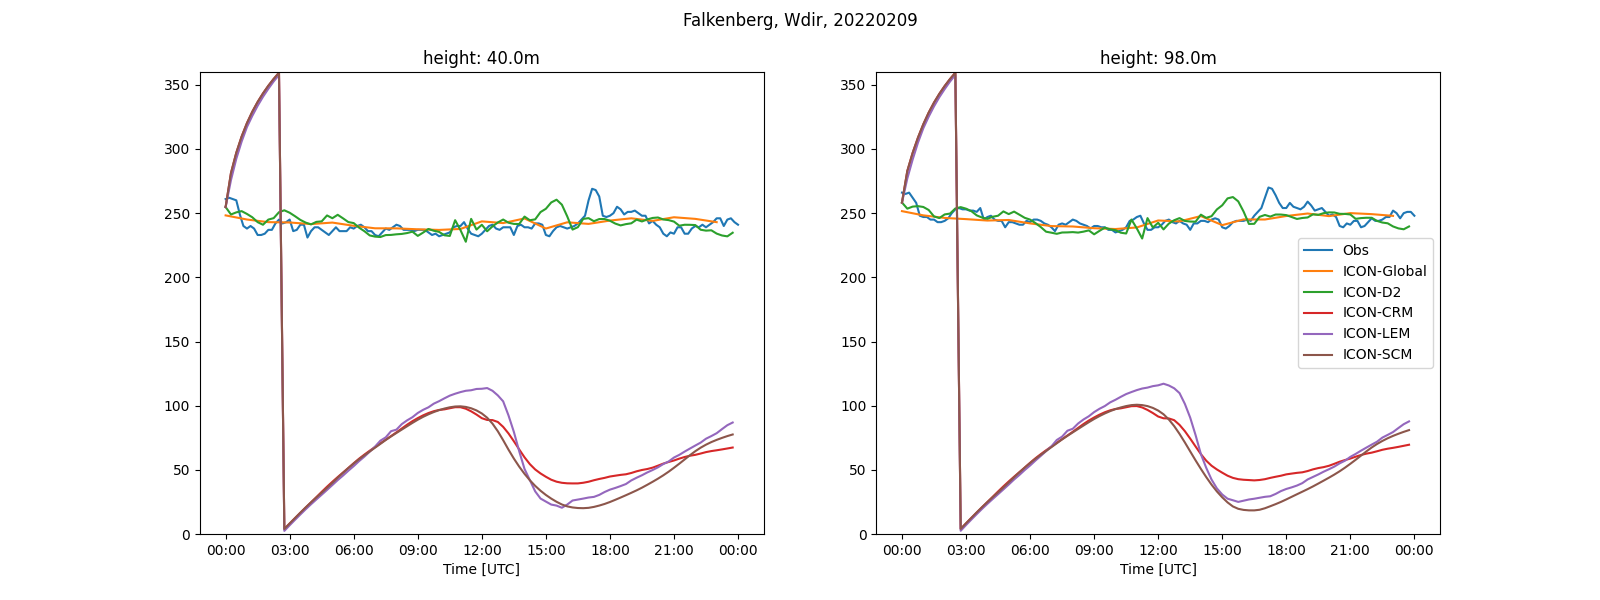 Falkenberg, Wdir, 20220209
height: 40.0m
350
300
250
200
150
100
50
0
00:00 03:00 06:00 09:00 12:00 15:00 18:00 21:00 00:00
Time [UTC]
height: 98.0m
350
300
250
200
150
100
50
0
Obs
ICON-Global
ICON-D2
ICON-CRM
ICON-LEM
ICON-SCM
00:00 03:00 06:00 09:00 12:00 15:00 18:00 21:00 00:00
Time [UTC]